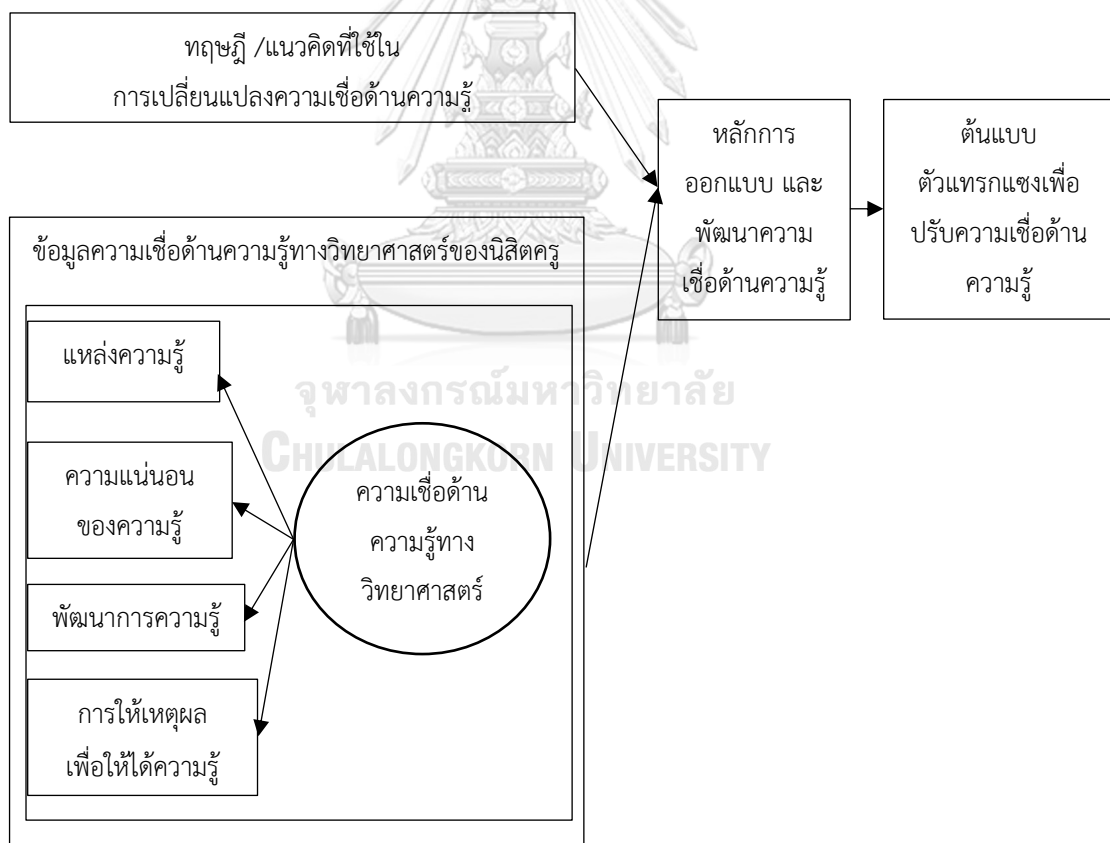 ทฤษฎี /แนวคิดที่ใช้ใน
การเปลี่ยนแปลงความเชื่อด้านความรู้
หลักการ
ออกแบบ และ
พัฒนาความ
เชื่อด้านความรู้
ต้นแบบ
ตัวแทรกแซงเพื่อ
ปรับความเชื่อด้าน
ความรู้
ข้อมูลความเชื่อด้านความรู้ทางวิทยาศาสตร์ของนิสิตครู
แหล่งความรู้
ความแน่นอน
ของความรู้
พัฒนาการความรู้
การให้เหตุผล
เพื่อให้ได้ความรู้
ความเชื่อด้าน
ความรู้ทาง
วิทยาศาสตร์
จุฬาลงกรณ์มหาวิทยาลัย
CHULALONGKORN UNIVERSITY